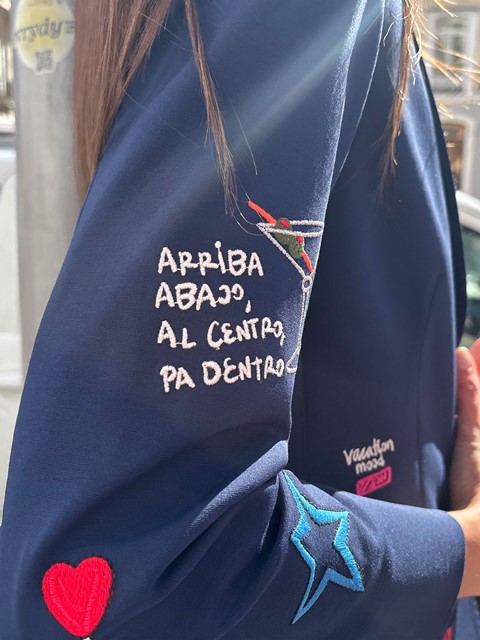 ARRIBA
ABAJO,
AL CENTRO,
PA DENTRO
vacation
mood